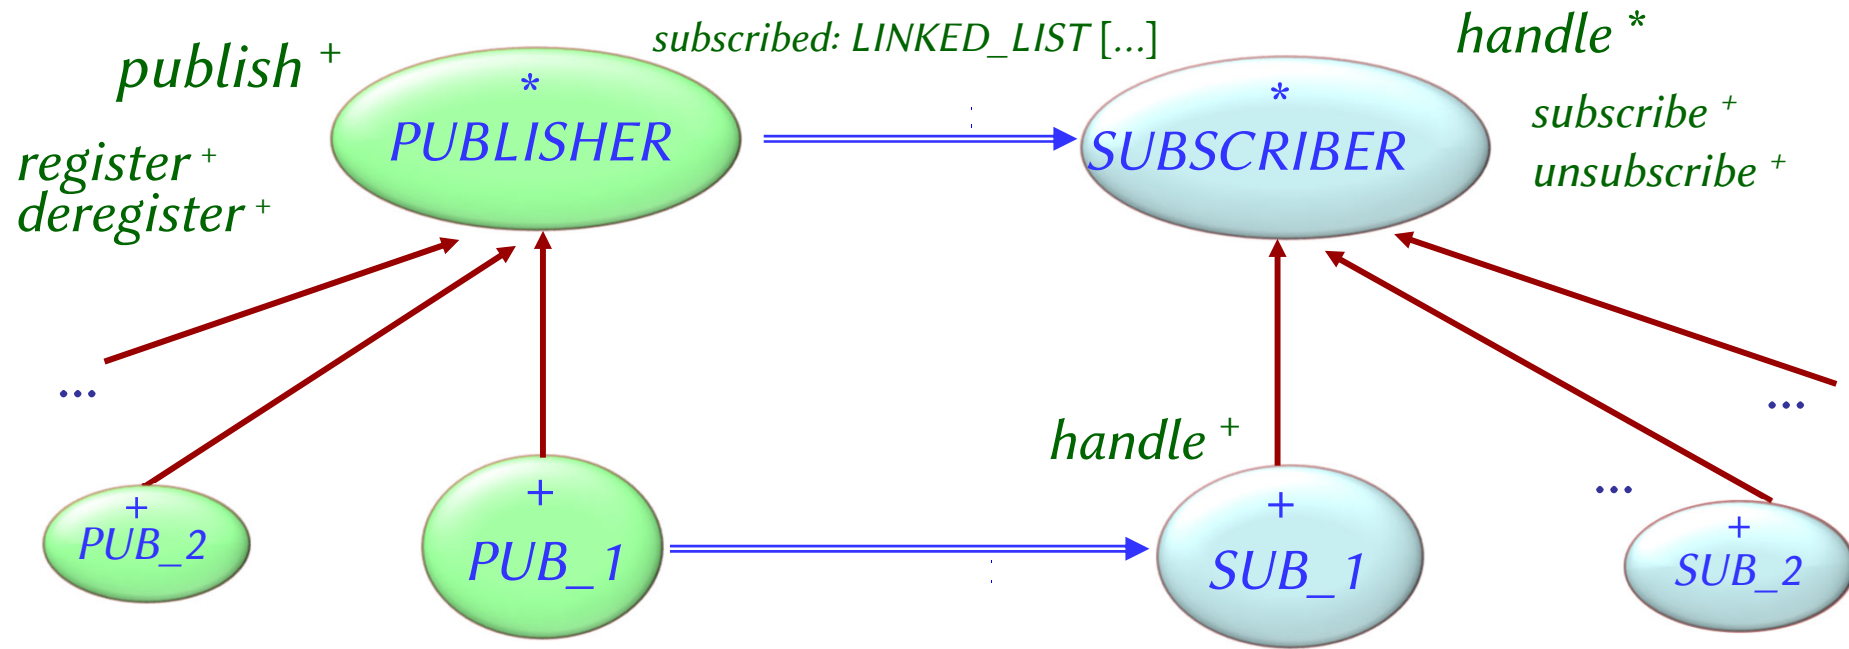 publish +
subscribed: LINKED_LIST [...]
handle *
*
PUBLISHER
*
SUBSCRIBER
subscribe +
unsubscribe +
register +
deregister +
...
...
handle +
...
+
PUB_2
+
PUB_1
+
SUB_1
+
SUB_2